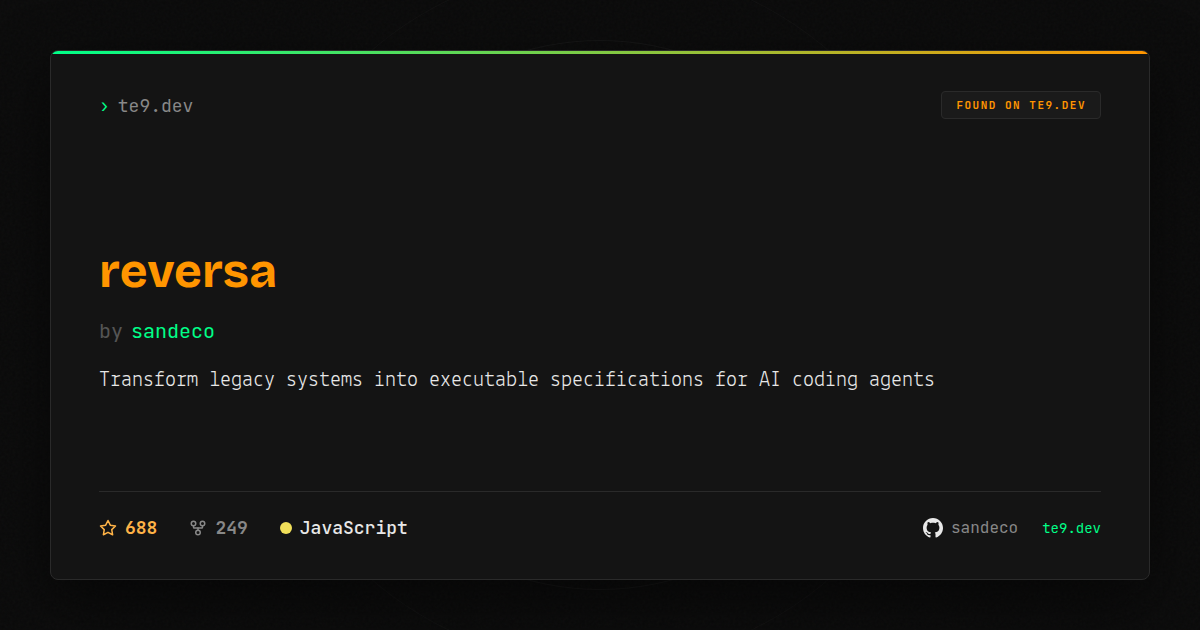 › te9.dev
FOUND ON TE9.DEV
reversa
by sandeco
Transform legacy systems into executable specifications for AI coding agents
688 249 JavaScript
sandeco te9.dev